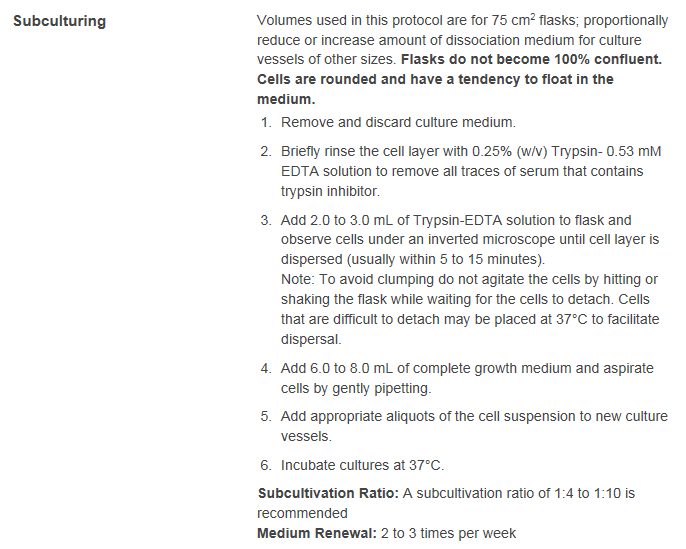 Subculturing
Volumes used in this protocol are for 75 cm² flasks; proportionally
reduce or increase amount of dissociation medium for culture
vessels of other sizes. Flasks do not become 100% confluent.
Cells are rounded and have a tendency to float in the
medium.
1. Remove and discard culture medium.
2. Briefly rinse the cell layer with 0.25% (w/v) Trypsin- 0.53 mM
EDTA solution to remove all traces of serum that contains
trypsin inhibitor.
3. Add 2.0 to 3.0 mL of Trypsin-EDTA solution to flask and
observe cells under an inverted microscope until cell layer is
dispersed (usually within 5 to 15 minutes).
Note: To avoid clumping do not agitate the cells by hitting or
shaking the flask while waiting for the cells to detach. Cells
that are difficult to detach may be placed at 37°C to facilitate
dispersal.
4. Add 6.0 to 8.0 mL of complete growth medium and aspirate
cells by gently pipetting.
5. Add appropriate aliquots of the cell suspension to new culture
vessels.
6. Incubate cultures at 37°C.
Subcultivation Ratio: A subcultivation ratio of 1:4 to 1:10 is
recommended
Medium Renewal: 2 to 3 times per week